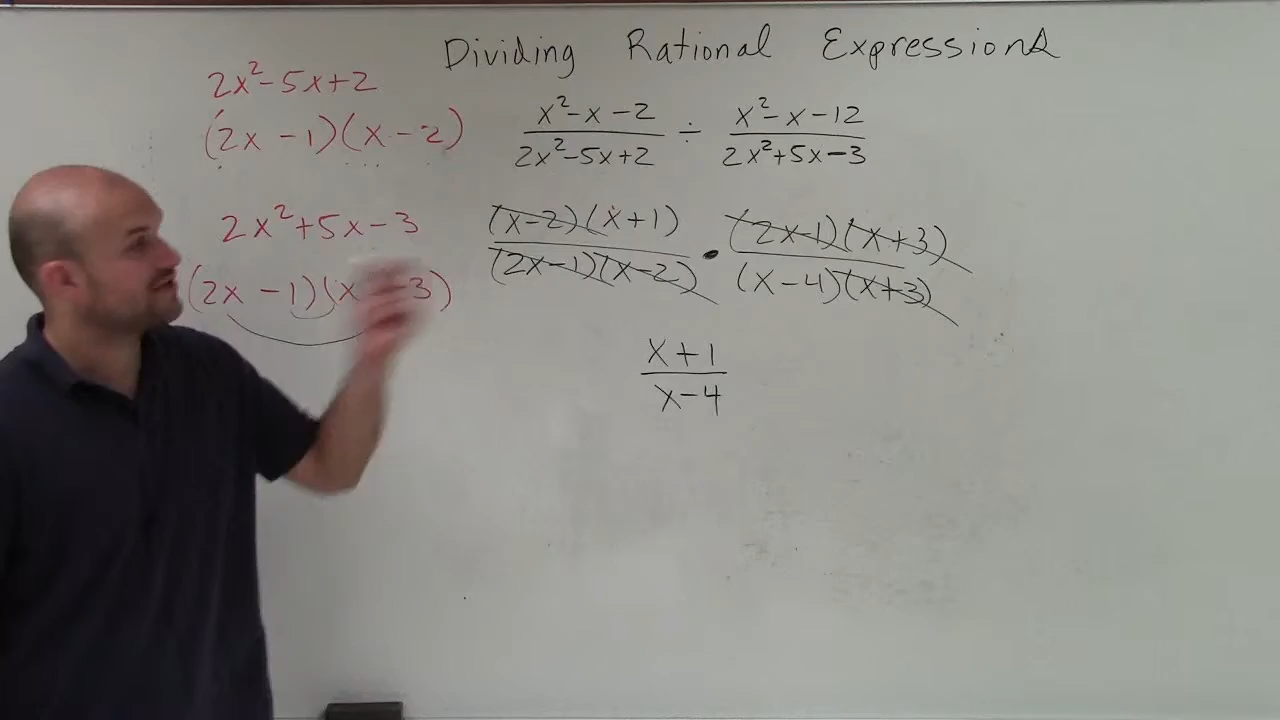 Dividing Rational Expressions
2x²-5x+2
(2x -1)(x-2)
x²-x-2 / 2x²-5x+2 ÷ x²-x-12 / 2x²+5x-3
2x²+5x-3
(2x -1)(x 3)
(x-2)(x+1) / (2x-1)(x-2) • (2x-1)(x+3) / (x-4)(x+3)
x+1 / x-4